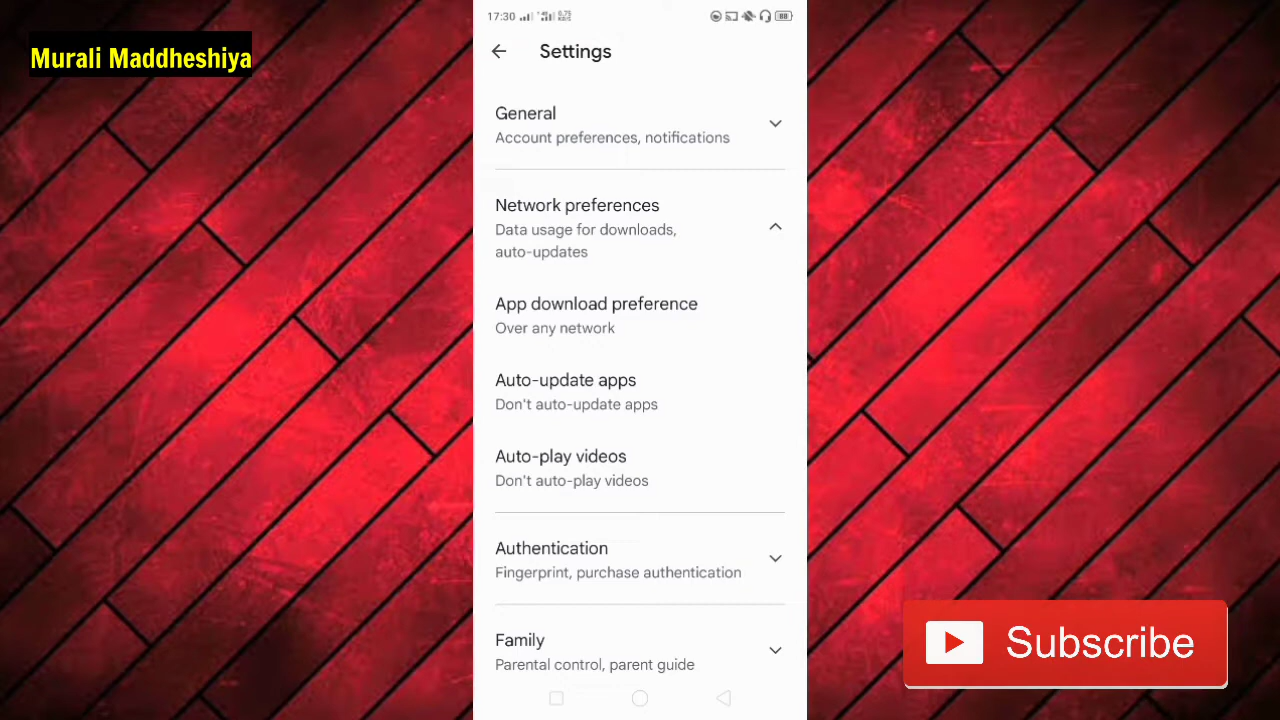 Murali Maddheshiya
17:30
Settings
General
Account preferences, notifications
Network preferences
Data usage for downloads,
auto-updates
App download preference
Over any network
Auto-update apps
Don't auto-update apps
Auto-play videos
Don't auto-play videos
Authentication
Fingerprint, purchase authentication
Family
Parental control, parent guide
Subscribe